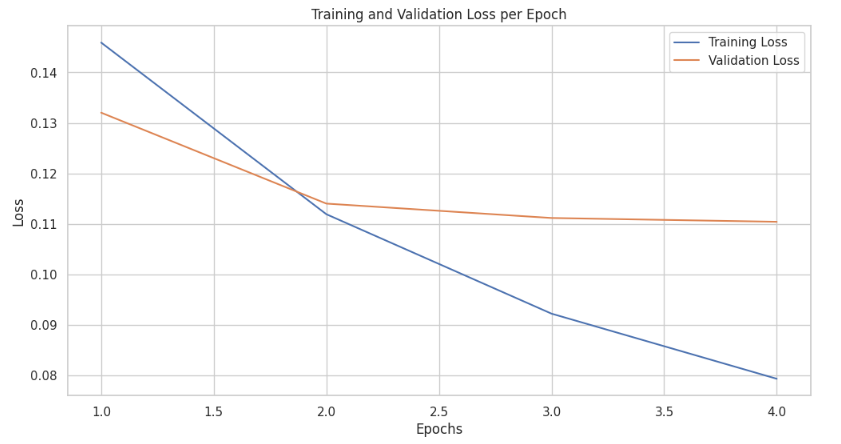 Training and Validation Loss per Epoch
Training Loss
Validation Loss
0.14
0.13
0.12
0.11
0.10
0.09
0.08
Loss
1.0 1.5 2.0 2.5 3.0 3.5 4.0
Epochs